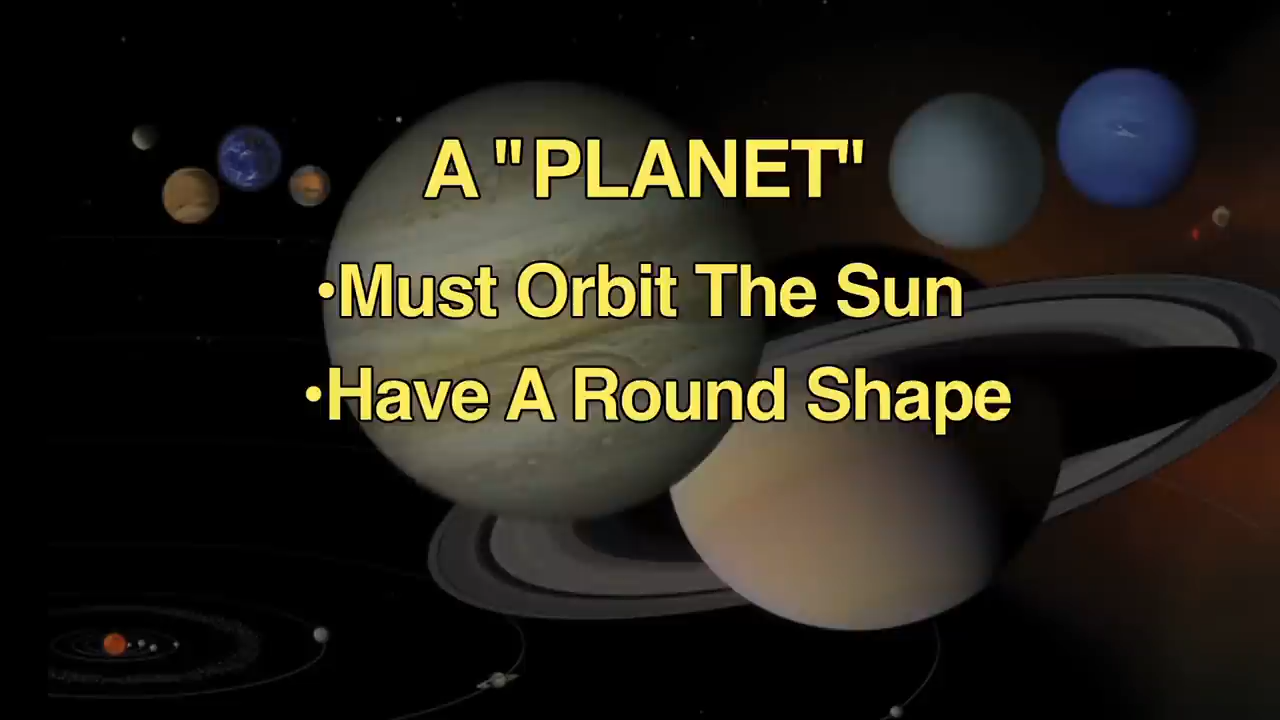 A "PLANET"
•Must Orbit The Sun
•Have A Round Shape